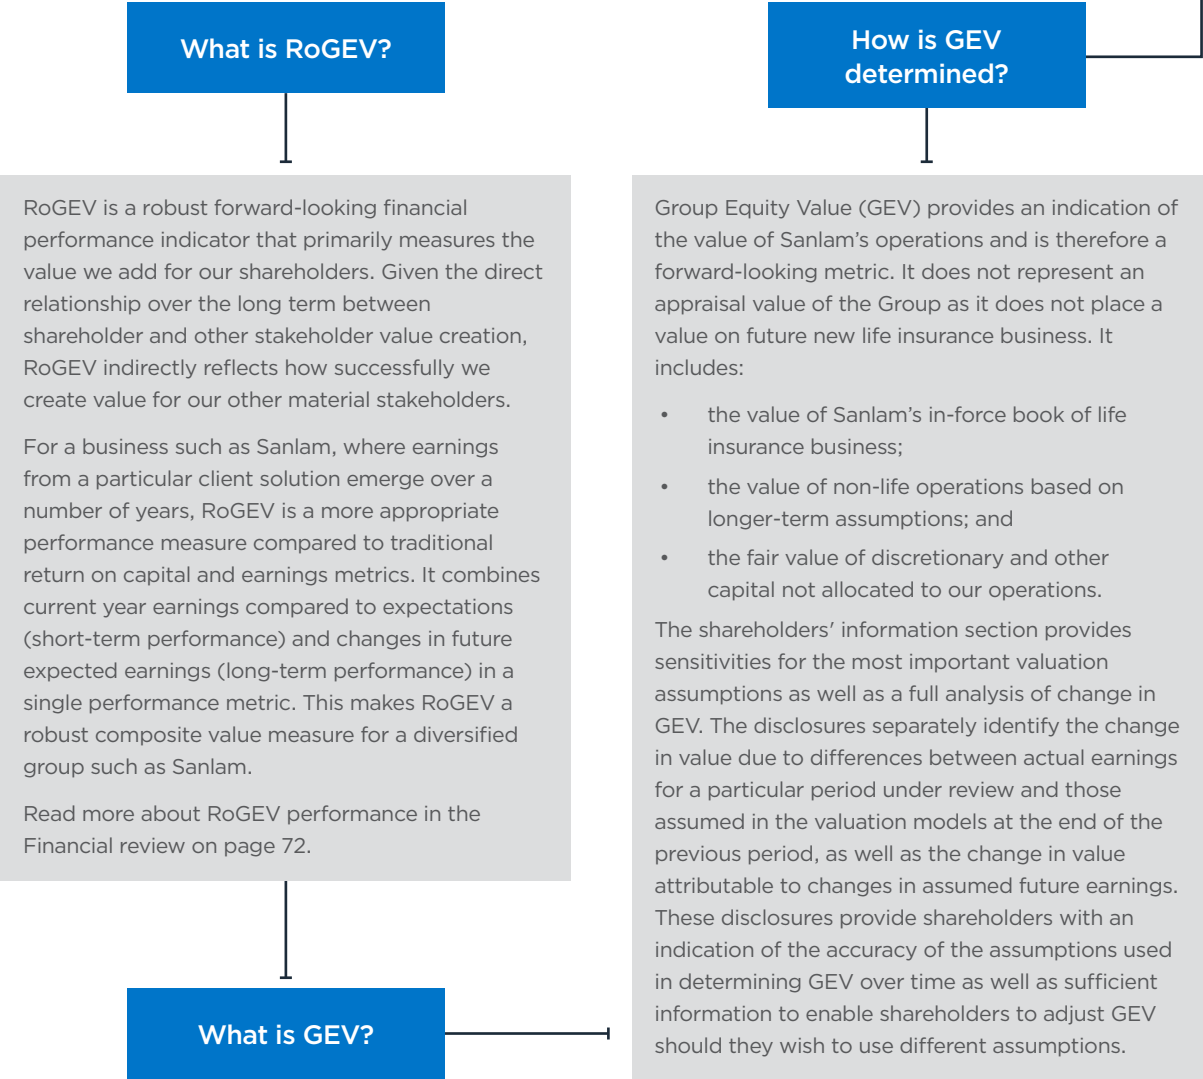 What is RoGEV?
RoGEV is a robust forward-looking financial
performance indicator that primarily measures the
value we add for our shareholders. Given the direct
relationship over the long term between
shareholder and other stakeholder value creation,
RoGEV indirectly reflects how successfully we
create value for our other material stakeholders.
For a business such as Sanlam, where earnings
from a particular client solution emerge over a
number of years, RoGEV is a more appropriate
performance measure compared to traditional
return on capital and earnings metrics. It combines
current year earnings compared to expectations
(short-term performance) and changes in future
expected earnings (long-term performance) in a
single performance metric. This makes RoGEV a
robust composite value measure for a diversified
group such as Sanlam.
Read more about RoGEV performance in the
Financial review on page 72.
What is GEV?
How is GEV
determined?
Group Equity Value (GEV) provides an indication of
the value of Sanlam's operations and is therefore a
forward-looking metric. It does not represent an
appraisal value of the Group as it does not place a
value on future new life insurance business. It
includes:
• the value of Sanlam's in-force book of life
insurance business;
• the value of non-life operations based on
longer-term assumptions; and
• the fair value of discretionary and other
capital not allocated to our operations.
The shareholders' information section provides
sensitivities for the most important valuation
assumptions as well as a full analysis of change in
GEV. The disclosures separately identify the change
in value due to differences between actual earnings
for a particular period under review and those
assumed in the valuation models at the end of the
previous period, as well as the change in value
attributable to changes in assumed future earnings.
These disclosures provide shareholders with an
indication of the accuracy of the assumptions used
in determining GEV over time as well as sufficient
information to enable shareholders to adjust GEV
should they wish to use different assumptions.